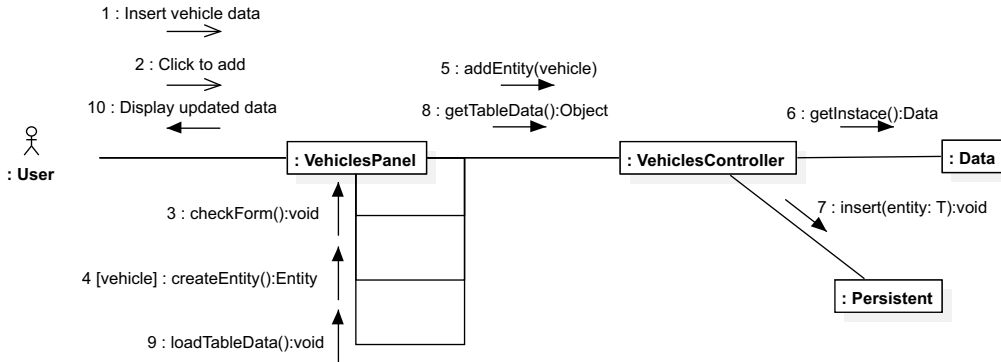 1 : Insert vehicle data
2 : Click to add
10 : Display updated data
5 : addEntity(vehicle)
8 : getTableData():Object
6 : getInstace():Data
: User
: VehiclesPanel
: VehiclesController
: Data
3 : checkForm():void
7 : insert(entity: T):void
4 [vehicle] : createEntity():Entity
: Persistent
9 : loadTableData():void